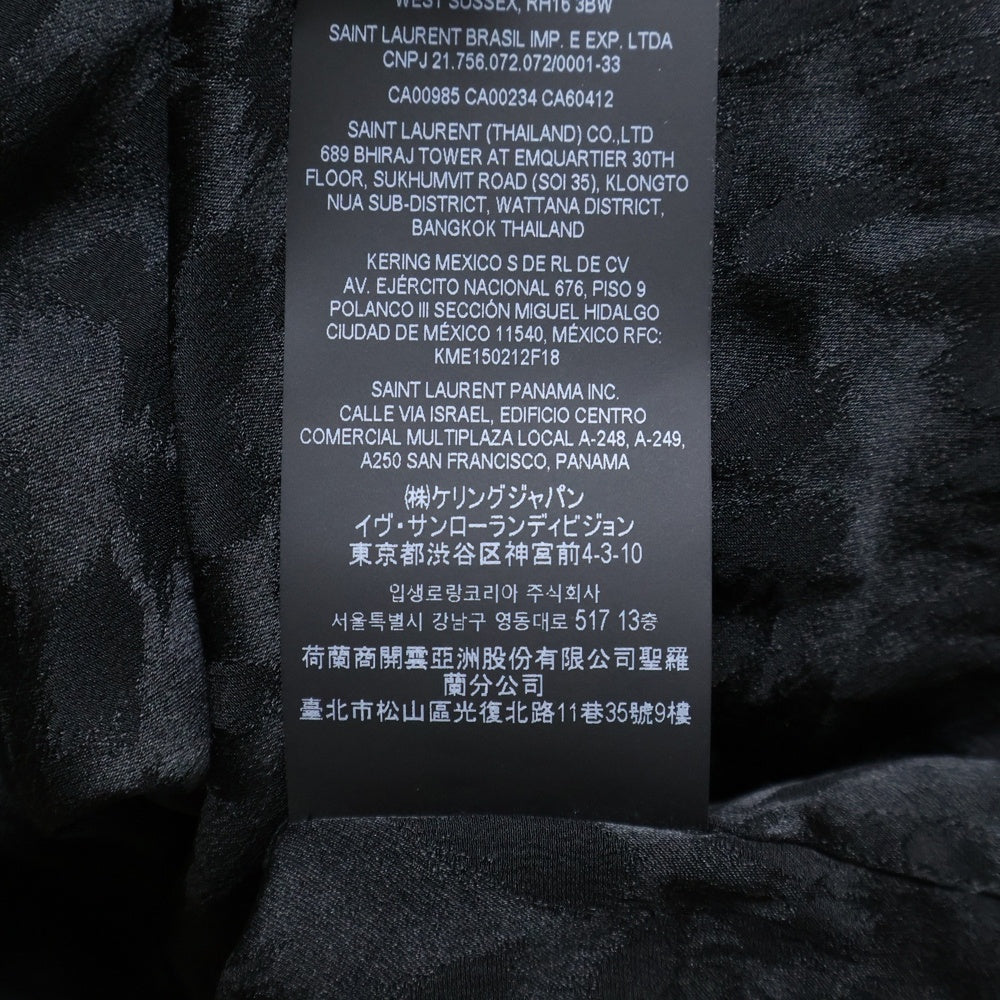 WEST SUSSEX, RH16 3BW
SAINT LAURENT BRASIL IMP. E EXP. LTDA
CNPJ 21.756.072.072/0001-33
CA00985 CA00234 CA60412
SAINT LAURENT (THAILAND) CO.,LTD
689 BHIRAJ TOWER AT EMQUARTIER 30TH
FLOOR, SUKHUMVIT ROAD (SOI 35), KLONGTO
NUA SUB-DISTRICT, WATTANA DISTRICT,
BANGKOK THAILAND
KERING MEXICO S DE RL DE CV
AV. EJÉRCITO NACIONAL 676, PISO 9
POLANCO III SECCIÓN MIGUEL HIDALGO
CIUDAD DE MÉXICO 11540, MÉXICO RFC:
KME150212F18
SAINT LAURENT PANAMA INC.
CALLE VIA ISRAEL, EDIFICIO CENTRO
COMERCIAL MULTIPLAZA LOCAL A-248, A-249,
A250 SAN FRANCISCO, PANAMA
㈱ケリングジャパン
イヴ・サンローランディビジョン
東京都渋谷区神宮前4-3-10
입생로랑코리아 주식회사
서울특별시 강남구 영동대로 517 13층
荷蘭商開雲亞洲股份有限公司聖羅
蘭分公司
臺北市松山區光復北路11巷35號9樓